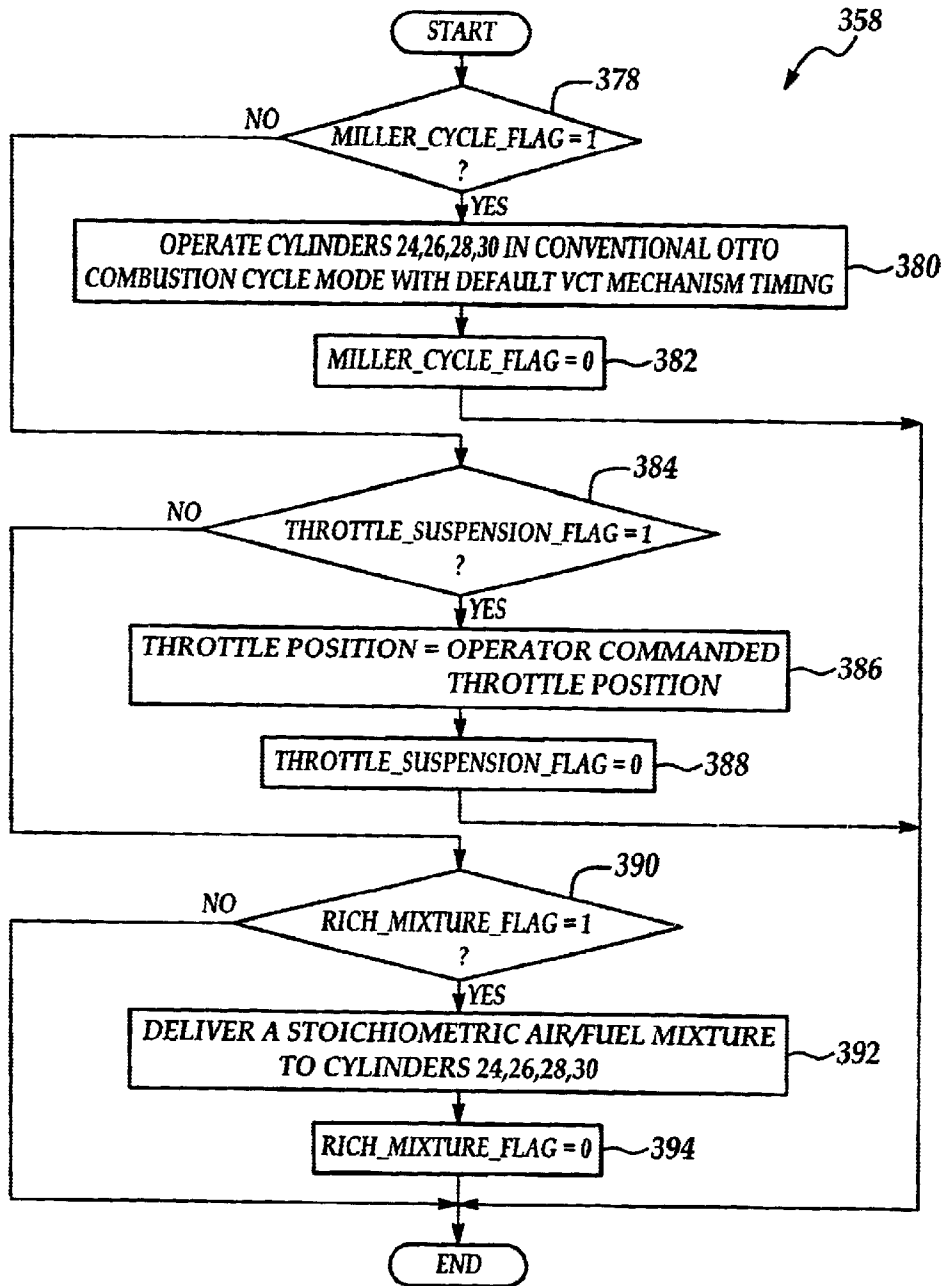 START
358
378
NO
MILLER_CYCLE_FLAG = 1
?
YES
OPERATE CYLINDERS 24,26,28,30 IN CONVENTIONAL OTTO
COMBUSTION CYCLE MODE WITH DEFAULT VCT MECHANISM TIMING
380
MILLER_CYCLE_FLAG = 0
382
384
NO
THROTTLE_SUSPENSION_FLAG = 1
?
YES
THROTTLE POSITION = OPERATOR COMMANDED
THROTTLE POSITION
386
THROTTLE_SUSPENSION_FLAG = 0
388
390
NO
RICH_MIXTURE_FLAG = 1
?
YES
DELIVER A STOICHIOMETRIC AIR/FUEL MIXTURE
TO CYLINDERS 24,26,28,30
392
RICH_MIXTURE_FLAG = 0
394
END